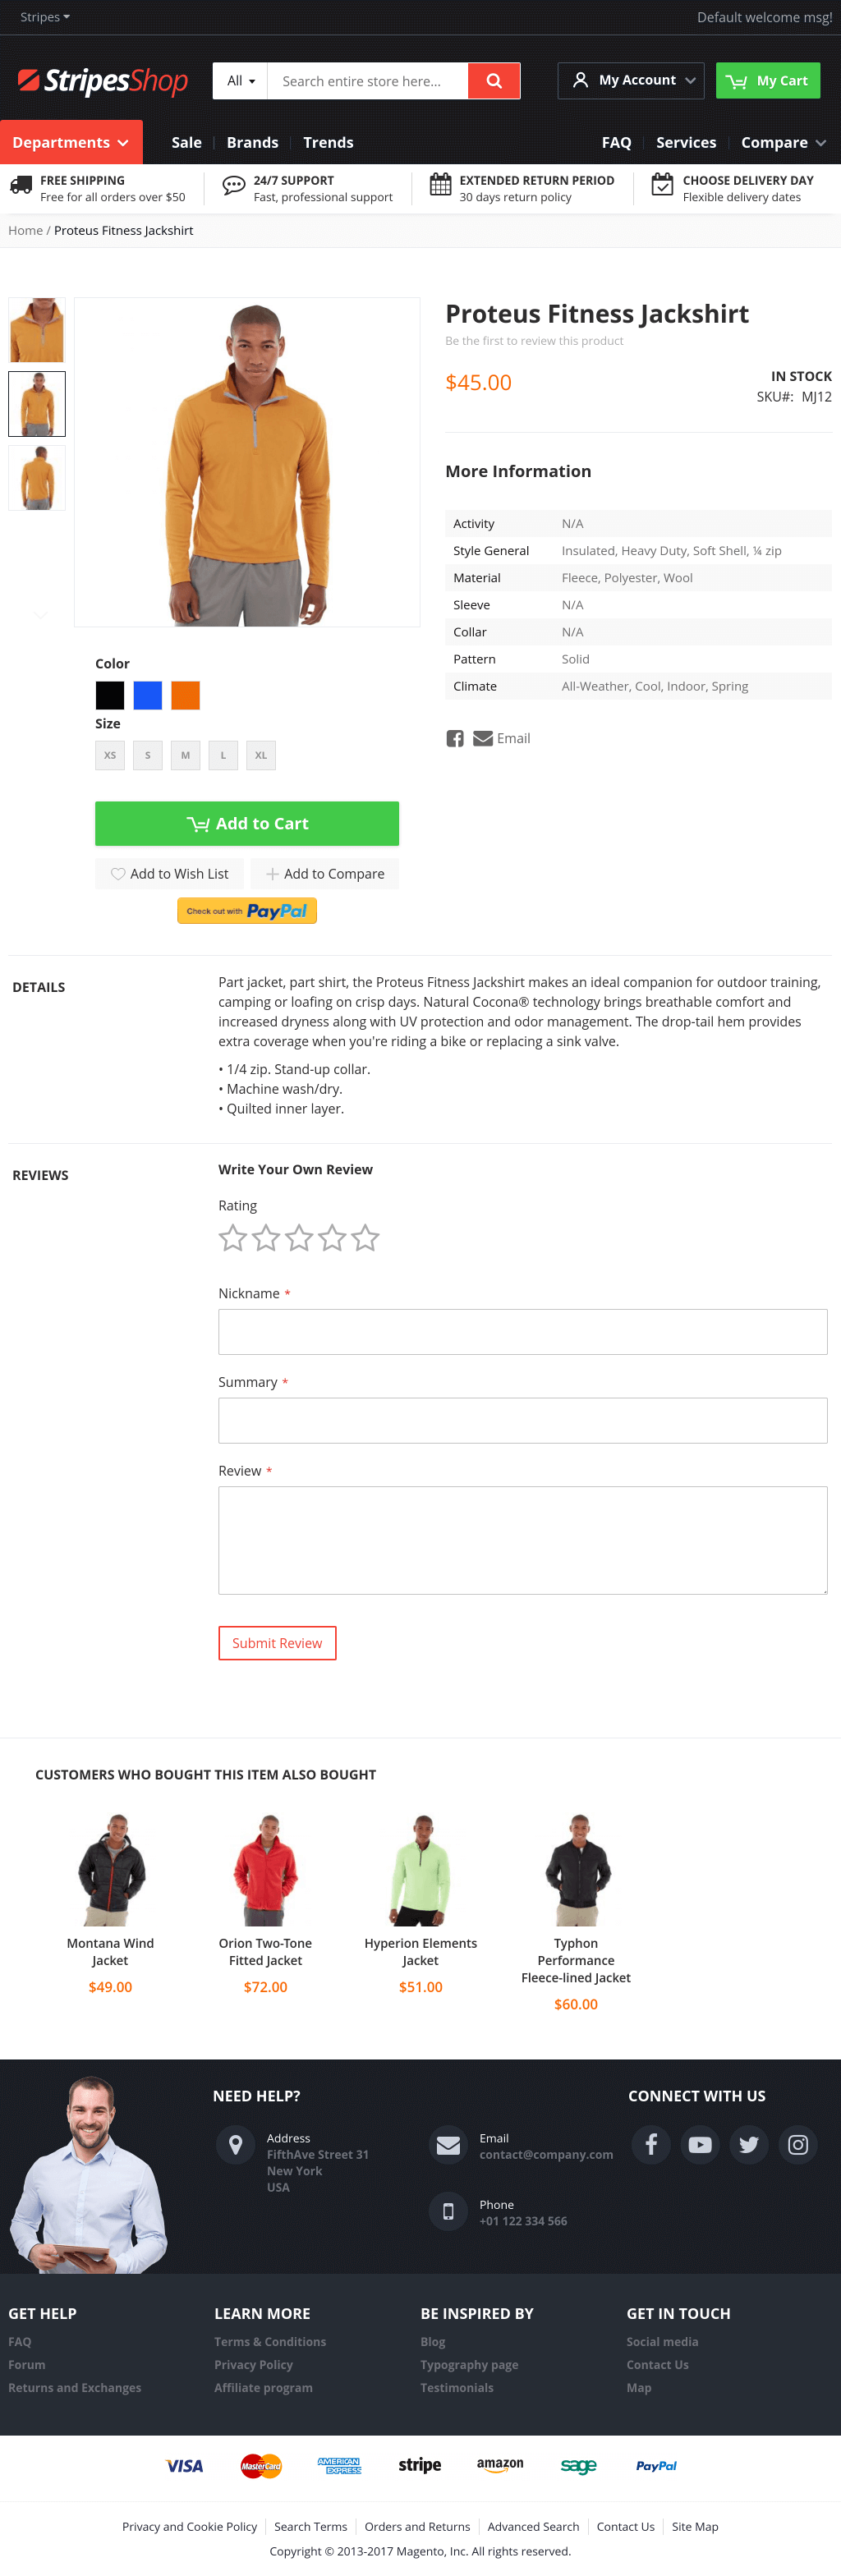 Stripes
Default welcome msg!
StripesShop
All
Search entire store here...
My Account
My Cart
Departments
Sale
Brands
Trends
FAQ
Services
Compare
FREE SHIPPING
Free for all orders over $50
24/7 SUPPORT
Fast, professional support
EXTENDED RETURN PERIOD
30 days return policy
CHOOSE DELIVERY DAY
Flexible delivery dates
Home / Proteus Fitness Jackshirt
Proteus Fitness Jackshirt
Be the first to review this product
$45.00
IN STOCK
SKU#: MJ12
More Information
Activity N/A
Style General Insulated, Heavy Duty, Soft Shell, ¼ zip
Material Fleece, Polyester, Wool
Sleeve N/A
Collar N/A
Pattern Solid
Climate All-Weather, Cool, Indoor, Spring
Email
Color
Size
XS S M L XL
Add to Cart
Add to Wish List
Add to Compare
Check out with PayPal
DETAILS
Part jacket, part shirt, the Proteus Fitness Jackshirt makes an ideal companion for outdoor training,
camping or loafing on crisp days. Natural Cocona® technology brings breathable comfort and
increased dryness along with UV protection and odor management. The drop-tail hem provides
extra coverage when you're riding a bike or replacing a sink valve.
• 1/4 zip. Stand-up collar.
• Machine wash/dry.
• Quilted inner layer.
REVIEWS
Write Your Own Review
Rating
Nickname *
Summary *
Review *
Submit Review
CUSTOMERS WHO BOUGHT THIS ITEM ALSO BOUGHT
Montana Wind
Jacket
$49.00
Orion Two-Tone
Fitted Jacket
$72.00
Hyperion Elements
Jacket
$51.00
Typhon
Performance
Fleece-lined Jacket
$60.00
NEED HELP?
Address
FifthAve Street 31
New York
USA
Email
contact@company.com
Phone
+01 122 334 566
CONNECT WITH US
GET HELP
FAQ
Forum
Returns and Exchanges
LEARN MORE
Terms & Conditions
Privacy Policy
Affiliate program
BE INSPIRED BY
Blog
Typography page
Testimonials
GET IN TOUCH
Social media
Contact Us
Map
VISA
MasterCard
AMERICAN
EXPRESS
stripe
amazon
sage
PayPal
Privacy and Cookie Policy
Search Terms
Orders and Returns
Advanced Search
Contact Us
Site Map
Copyright © 2013-2017 Magento, Inc. All rights reserved.